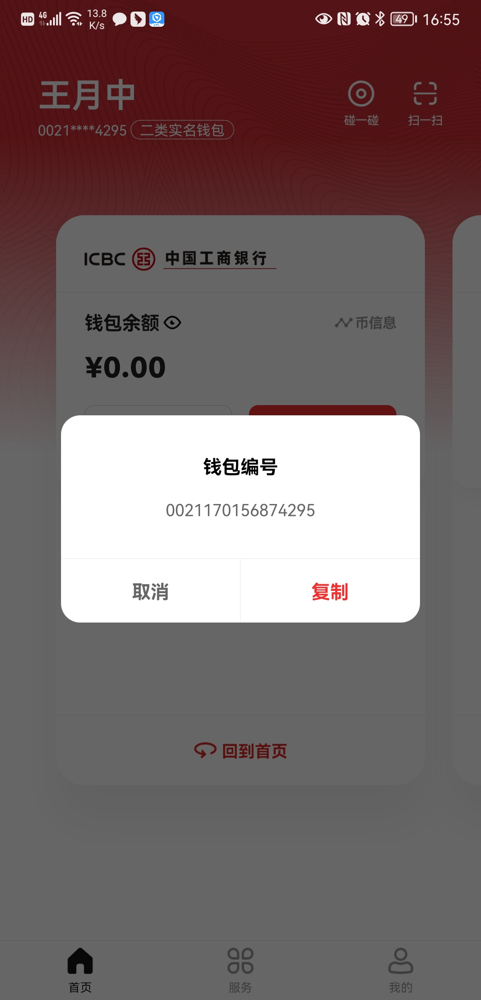 HD 4G 13.8 K/s 49 16:55
王月中
碰一碰 扫一扫
0021****4295 二类实名钱包
ICBC 中国工商银行
钱包余额 币信息
¥0.00
钱包编号
0021170156874295
取消 复制
回到首页
首页 服务 我的